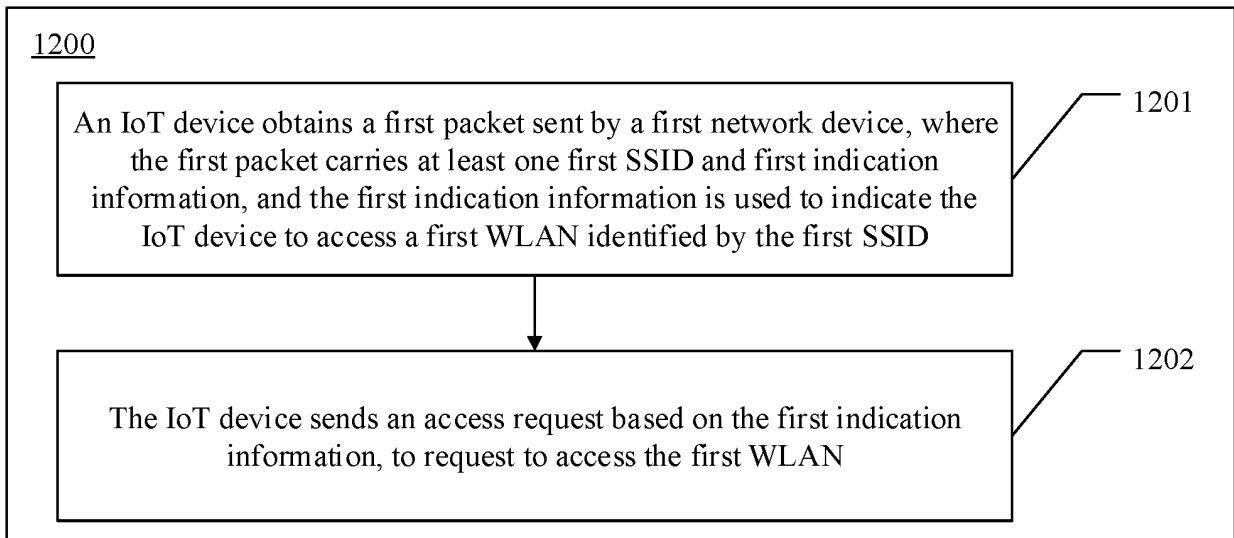 1200
1201
An IoT device obtains a first packet sent by a first network device, where
the first packet carries at least one first SSID and first indication
information, and the first indication information is used to indicate the
IoT device to access a first WLAN identified by the first SSID
1202
The IoT device sends an access request based on the first indication
information, to request to access the first WLAN